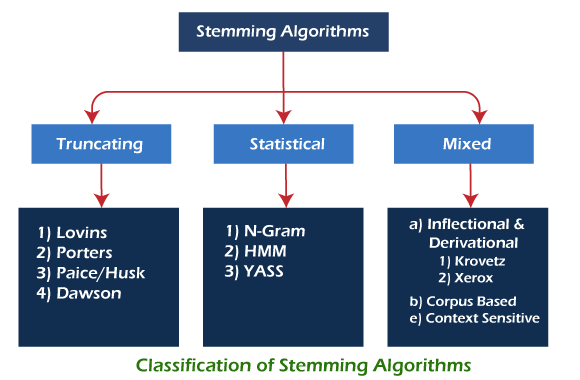 Stemming Algorithms
Truncating
Statistical
Mixed
1) Lovins
2) Porters
3) Paice/Husk
4) Dawson
1) N-Gram
2) HMM
3) YASS
a) Inflectional &
Derivational
1) Krovetz
2) Xerox
b) Corpus Based
e) Context Sensitive
Classification of Stemming Algorithms